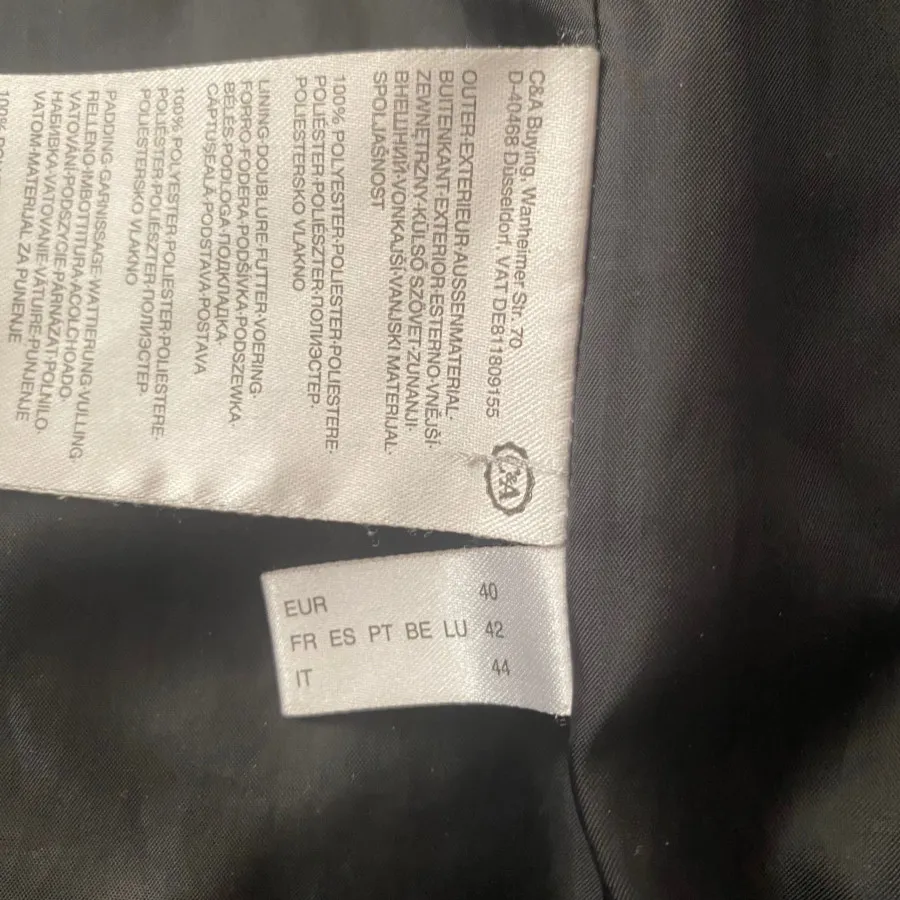 C&A Buying, Wanheimer Str. 70
D-40468 Düsseldorf, VAT DE811809155
C&A
OUTER·EXTERIEUR·AUSSENMATERIAL·
BUITENKANT·EXTERIOR·ESTERNO·VNĚJŠÍ·
ZEWNĘTRZNY·KÜLSŐ SZÖVET·ZUNANJI·
ВНЕШНИЙ·VONKAJŠÍ·VANJSKI MATERIJAL·
SPOLJAŠNOST
100% POLYESTER·POLIESTER·POLIESTERE·
POLIÉSTER·POLIÉSZTER·ПОЛИЭСТЕР·
POLIESTERSKO VLAKNO
LINING·DOUBLURE·FUTTER·VOERING·
FORRO·FODERA·PODŠÍVKA·PODSZEWKA·
BÉLÉS·PODLOGA·ПОДКЛАДКА·
CĂPTUŞEALĂ·PODSTAVA·POSTAVA
100% POLYESTER·POLIESTER·POLIESTERE·
POLIÉSTER·POLIÉSZTER·ПОЛИЭСТЕР·
POLIESTERSKO VLAKNO
PADDING·GARNISSAGE·WATTIERUNG·VULLING·
RELLENO·IMBOTTITURA·ACOLCHOADO·
VATOVÁNÍ·PODSZYCIE·PÁRNÁZAT·POLNILO·
НАБИВКА·VATOVANIE·VĂTUIRE·PUNJENJE·
VATOM·MATERIJAL ZA PUNENJE
100%
EUR 40
FR ES PT BE LU 42
IT 44